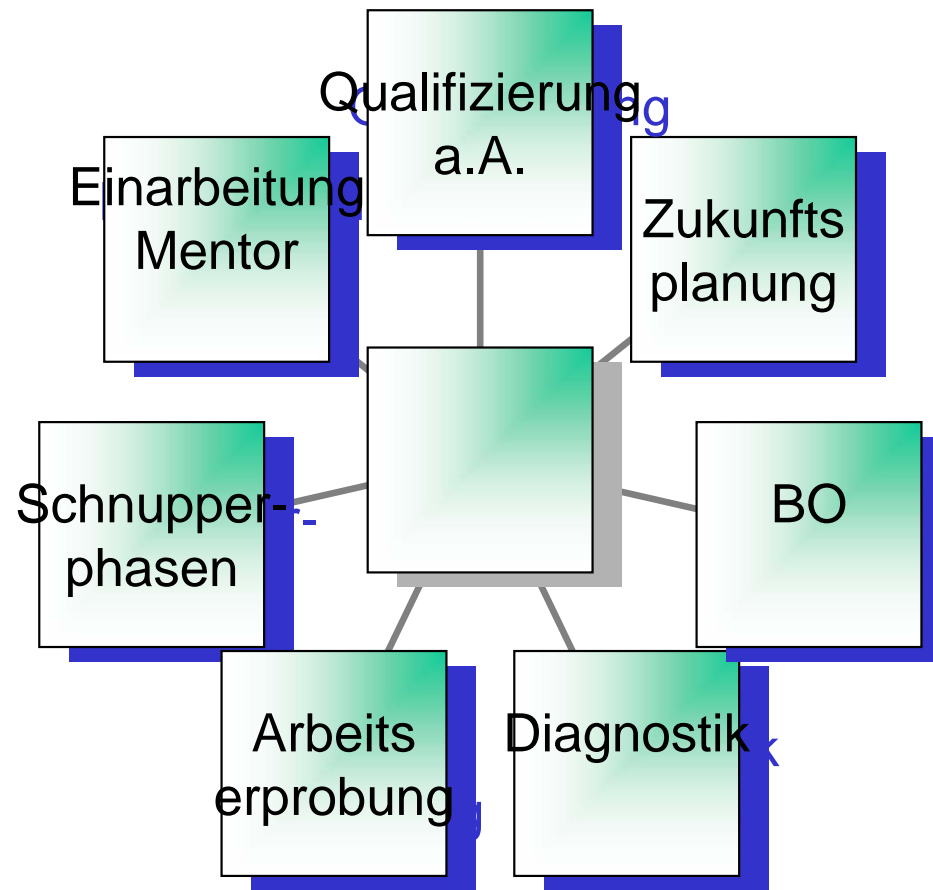 Qualifizierung
a.A.
Zukunfts
planung
BO
Diagnostik
Arbeits
erprobung
Schnupper-
phasen
Einarbeitung
Mentor